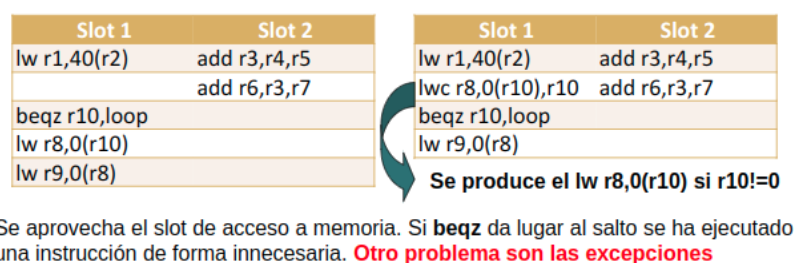 Slot 1 Slot 2
lw r1,40(r2) add r3,r4,r5
add r6,r3,r7
beqz r10,loop
lw r8,0(r10)
lw r9,0(r8)
Slot 1 Slot 2
lw r1,40(r2) add r3,r4,r5
lwc r8,0(r10),r10 add r6,r3,r7
beqz r10,loop
lw r9,0(r8)
Se produce el lw r8,0(r10) si r10!=0
Se aprovecha el slot de acceso a memoria. Si beqz da lugar al salto se ha ejecutado
una instrucción de forma innecesaria. Otro problema son las excepciones